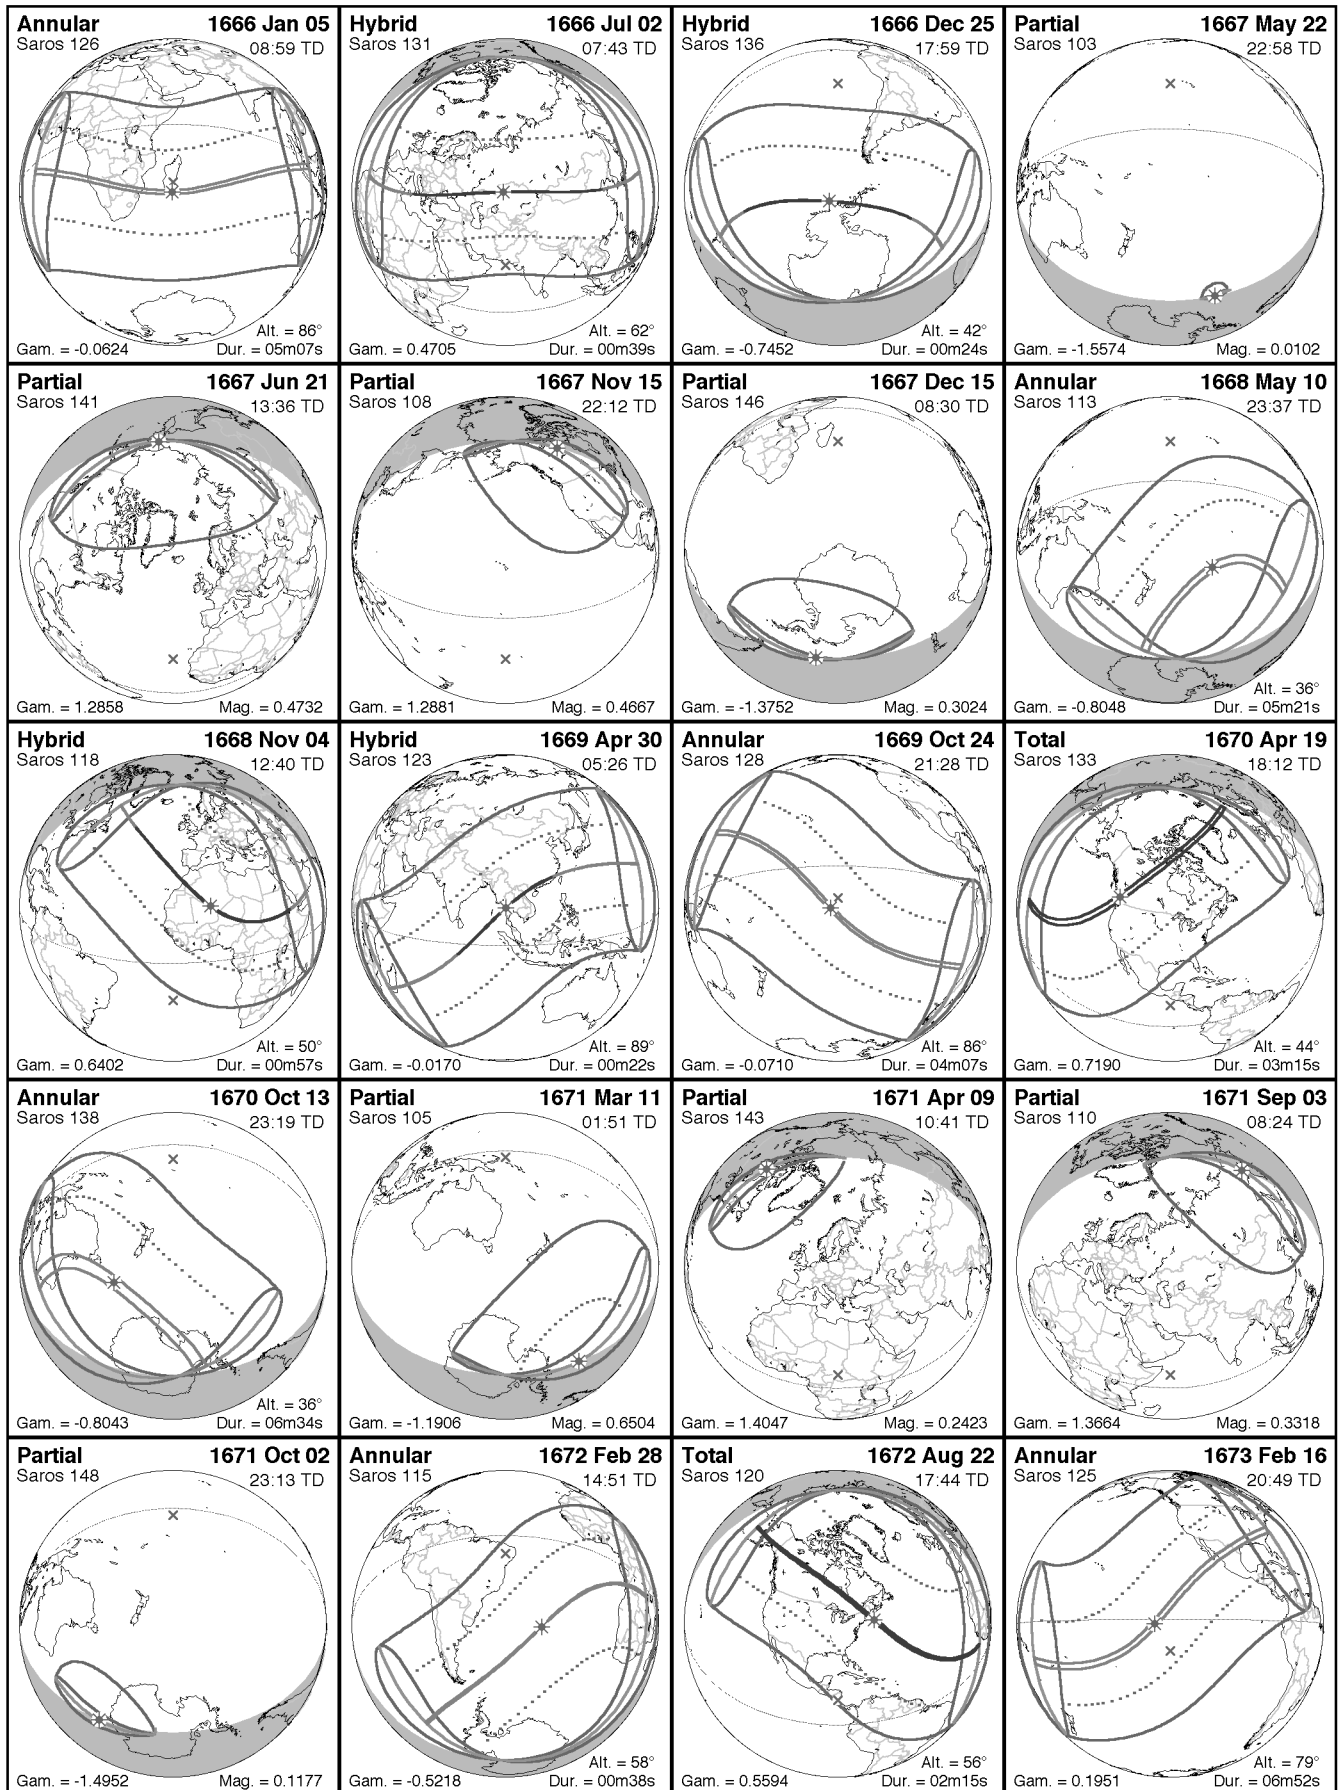 Annular 1666 Jan 05
Saros 126 08:59 TD
Alt. = 86°
Gam. = -0.0624 Dur. = 05m07s
Hybrid 1666 Jul 02
Saros 131 07:43 TD
Alt. = 62°
Gam. = 0.4705 Dur. = 00m39s
Hybrid 1666 Dec 25
Saros 136 17:59 TD
Alt. = 42°
Gam. = -0.7452 Dur. = 00m24s
Partial 1667 May 22
Saros 103 22:58 TD
Gam. = -1.5574 Mag. = 0.0102
Partial 1667 Jun 21
Saros 141 13:36 TD
Gam. = 1.2858 Mag. = 0.4732
Partial 1667 Nov 15
Saros 108 22:12 TD
Gam. = 1.2881 Mag. = 0.4667
Partial 1667 Dec 15
Saros 146 08:30 TD
Gam. = -1.3752 Mag. = 0.3024
Annular 1668 May 10
Saros 113 23:37 TD
Alt. = 36°
Gam. = -0.8048 Dur. = 05m21s
Hybrid 1668 Nov 04
Saros 118 12:40 TD
Alt. = 50°
Gam. = 0.6402 Dur. = 00m57s
Hybrid 1669 Apr 30
Saros 123 05:26 TD
Alt. = 89°
Gam. = -0.0170 Dur. = 00m22s
Annular 1669 Oct 24
Saros 128 21:28 TD
Alt. = 86°
Gam. = -0.0710 Dur. = 04m07s
Total 1670 Apr 19
Saros 133 18:12 TD
Alt. = 44°
Gam. = 0.7190 Dur. = 03m15s
Annular 1670 Oct 13
Saros 138 23:19 TD
Alt. = 36°
Gam. = -0.8043 Dur. = 06m34s
Partial 1671 Mar 11
Saros 105 01:51 TD
Gam. = -1.1906 Mag. = 0.6504
Partial 1671 Apr 09
Saros 143 10:41 TD
Gam. = 1.4047 Mag. = 0.2423
Partial 1671 Sep 03
Saros 110 08:24 TD
Gam. = 1.3664 Mag. = 0.3318
Partial 1671 Oct 02
Saros 148 23:13 TD
Gam. = -1.4952 Mag. = 0.1177
Annular 1672 Feb 28
Saros 115 14:51 TD
Alt. = 58°
Gam. = -0.5218 Dur. = 00m38s
Total 1672 Aug 22
Saros 120 17:44 TD
Alt. = 56°
Gam. = 0.5594 Dur. = 02m15s
Annular 1673 Feb 16
Saros 125 20:49 TD
Alt. = 79°
Gam. = 0.1951 Dur. = 06m52s